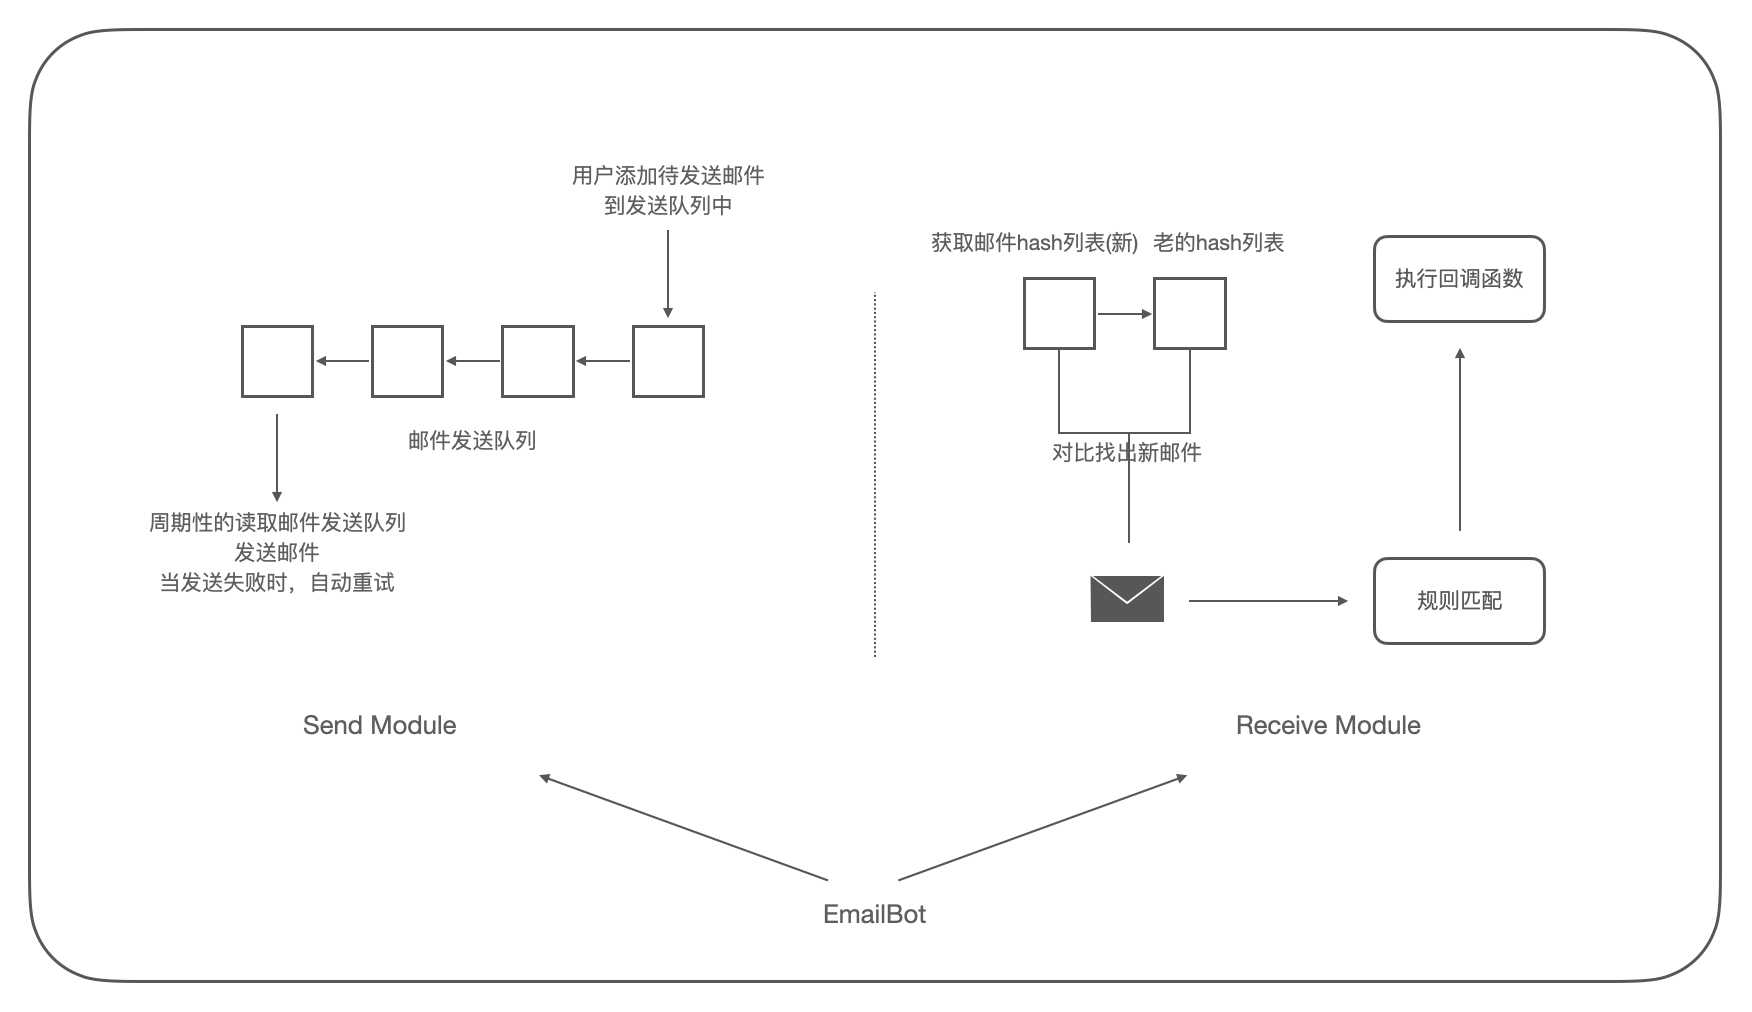 用户添加待发送邮件
到发送队列中
邮件发送队列
周期性的读取邮件发送队列
发送邮件
当发送失败时，自动重试
Send Module
获取邮件hash列表(新)
老的hash列表
对比找出新邮件
执行回调函数
规则匹配
Receive Module
EmailBot